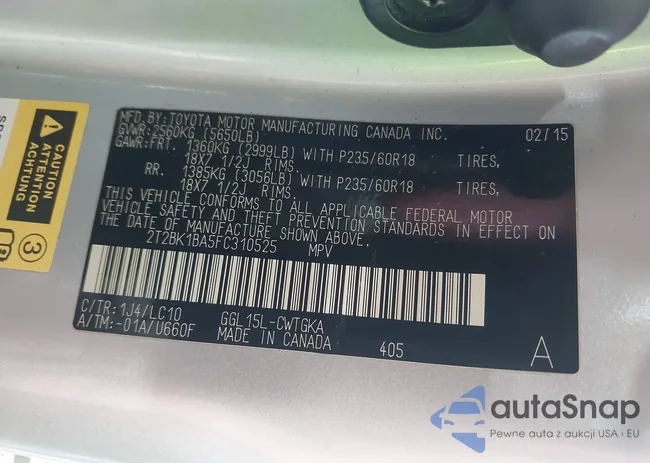 MFD.BY: TOYOTA MOTOR MANUFACTURING CANADA INC. 02/15
GVWR: 2560KG (5650LB)
GAWR: FRT. 1360KG (2999LB) WITH P235/60R18 TIRES,
18X7 1/2J RIMS.
RR. 1385KG (3056LB) WITH P235/60R18 TIRES,
18X7 1/2J RIMS.
THIS VEHICLE CONFORMS TO ALL APPLICABLE FEDERAL MOTOR
VEHICLE SAFETY AND THEFT PREVENTION STANDARDS IN EFFECT ON
THE DATE OF MANUFACTURE SHOWN ABOVE.
2T2BK1BA5FC310525 MPV
C/TR: 1J4/LC10 GGL15L-CWTGKA
A/TM: -01A/U660F MADE IN CANADA 405 A
CAUTION
ACHTUNG
ATTENTION
3
autaSnap
Pewne auta z aukcji USA i EU